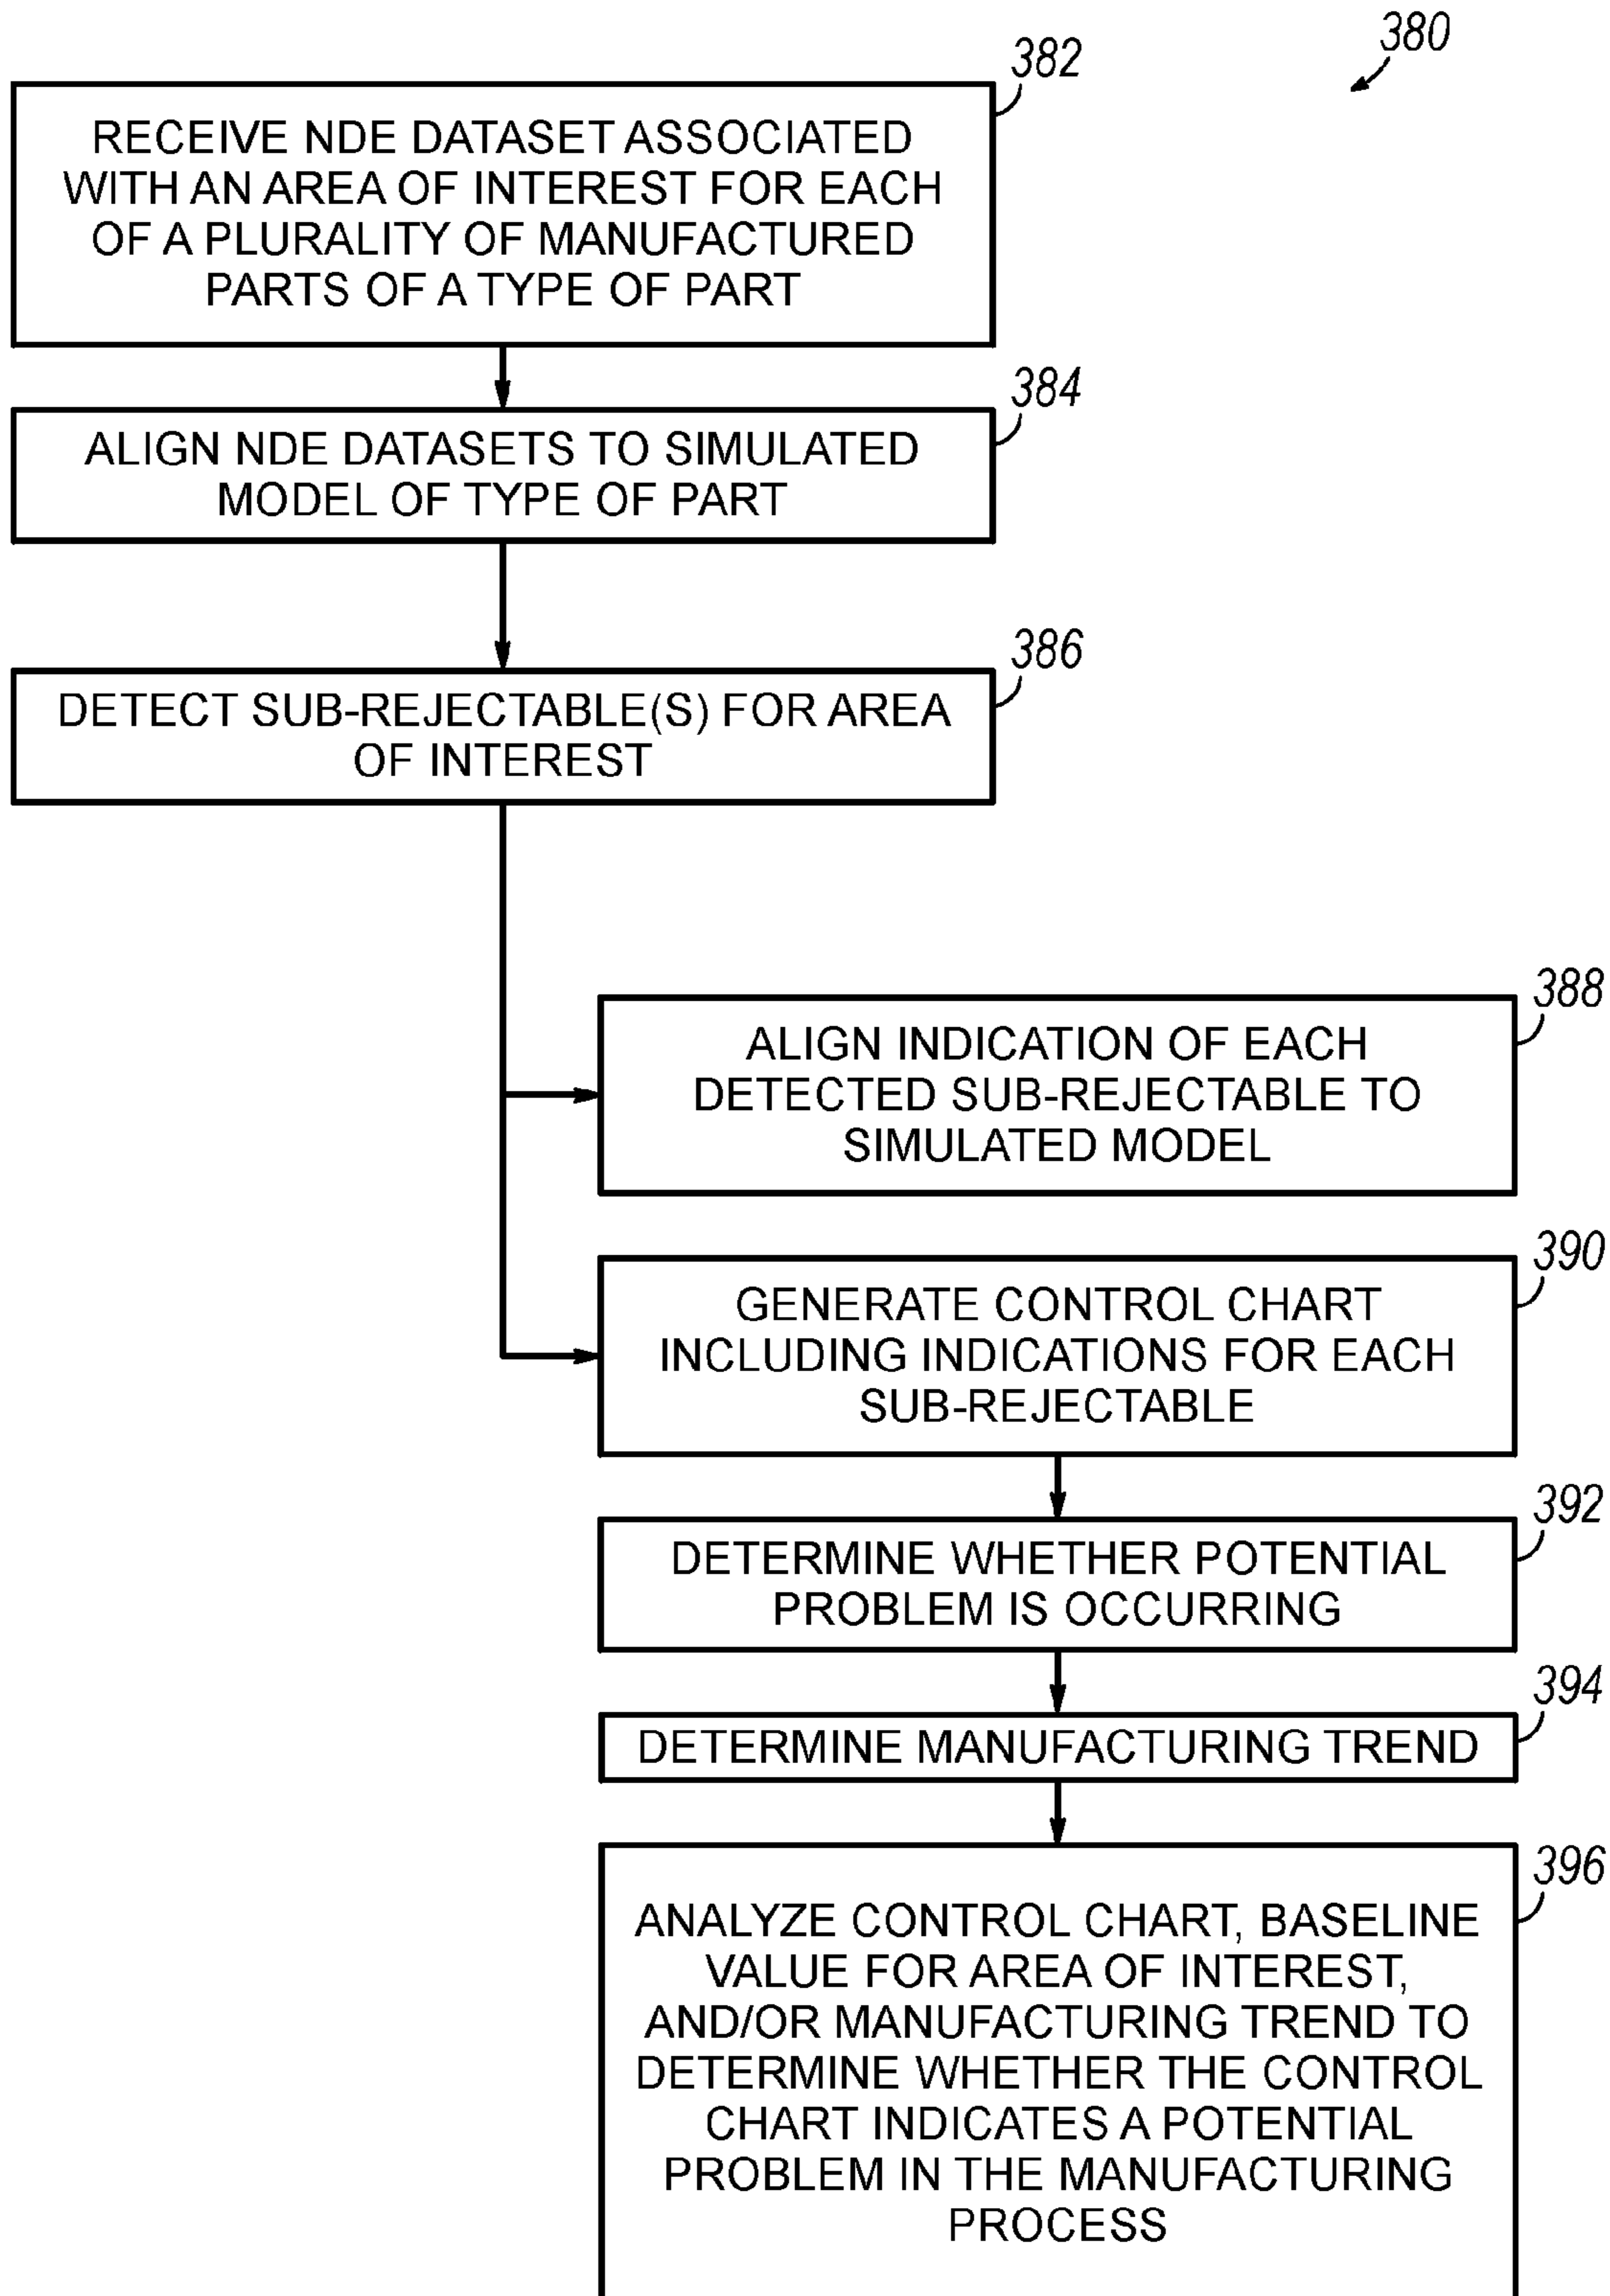 380
382
RECEIVE NDE DATASET ASSOCIATED
WITH AN AREA OF INTEREST FOR EACH
OF A PLURALITY OF MANUFACTURED
PARTS OF A TYPE OF PART
384
ALIGN NDE DATASETS TO SIMULATED
MODEL OF TYPE OF PART
386
DETECT SUB-REJECTABLE(S) FOR AREA
OF INTEREST
388
ALIGN INDICATION OF EACH
DETECTED SUB-REJECTABLE TO
SIMULATED MODEL
390
GENERATE CONTROL CHART
INCLUDING INDICATIONS FOR EACH
SUB-REJECTABLE
392
DETERMINE WHETHER POTENTIAL
PROBLEM IS OCCURRING
394
DETERMINE MANUFACTURING TREND
396
ANALYZE CONTROL CHART, BASELINE
VALUE FOR AREA OF INTEREST,
AND/OR MANUFACTURING TREND TO
DETERMINE WHETHER THE CONTROL
CHART INDICATES A POTENTIAL
PROBLEM IN THE MANUFACTURING
PROCESS